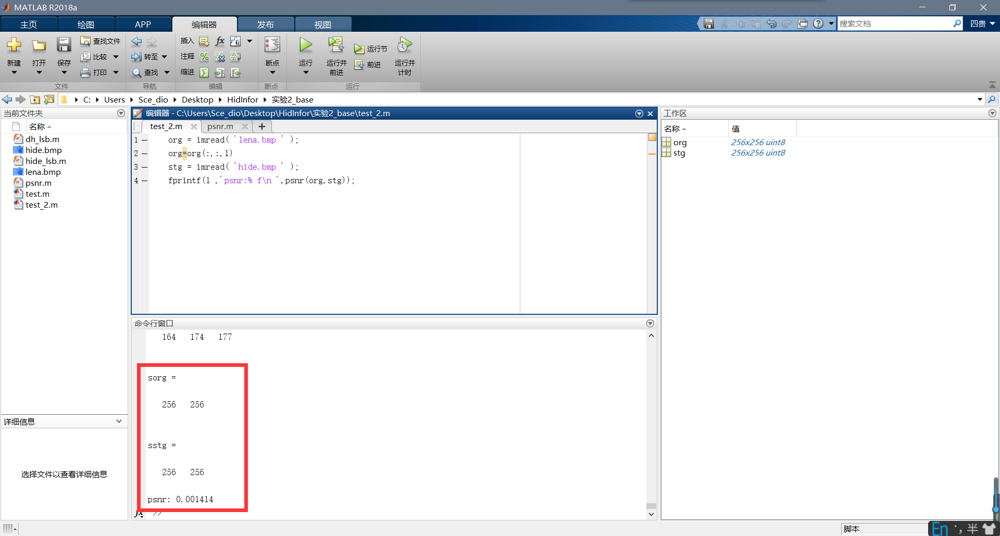 MATLAB R2018a
主页 绘图 APP 编辑器 发布 视图 搜索文档 四贵
新建 打开 保存 查找文件 比较 打印
文件
转至 查找
导航
插入 fx fi
注释
缩进
编辑
断点
断点
运行 运行并前进 运行节 前进 运行并计时
运行
C: Users Sce_dio Desktop HidInfor 实验2_base
当前文件夹
名称
dh_lsb.m
hide.bmp
hide_lsb.m
lena.bmp
psnr.m
test.m
test_2.m
详细信息
选择文件以查看详细信息
编辑器 - C:\Users\Sce_dio\Desktop\HidInfor\实验2_base\test_2.m
test_2.m psnr.m +
1 — org = imread( 'lena.bmp ' );
2 — org=org(:,:,1)
3 — stg = imread( 'hide.bmp ' );
4 — fprintf(1 ,'psnr:% f\n ',psnr(org,stg));
命令行窗口
164 174 177
sorg =
256 256
sstg =
256 256
psnr: 0.001414
fx >>
工作区
名称 值
org 256x256 uint8
stg 256x256 uint8
脚本
En 半